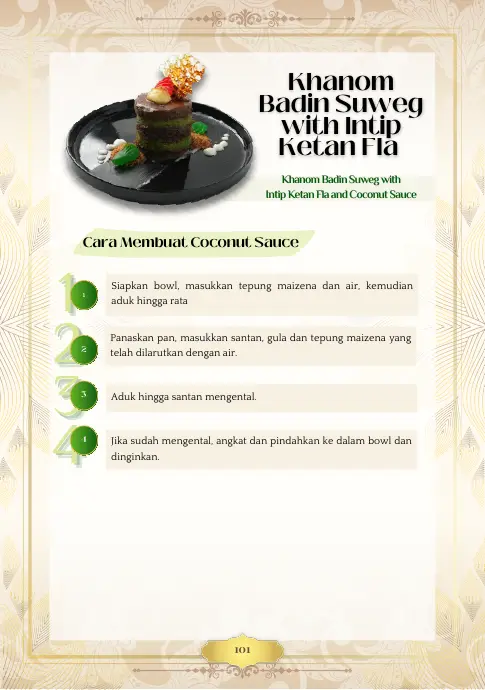 Khanom
Badin Suweg
with Intip
Ketan Fla
Khanom Badin Suweg with
Intip Ketan Fla and Coconut Sauce
Cara Membuat Coconut Sauce
1
1
Siapkan bowl, masukkan tepung maizena dan air, kemudian
aduk hingga rata
2
2
Panaskan pan, masukkan santan, gula dan tepung maizena yang
telah dilarutkan dengan air.
3
3
Aduk hingga santan mengental.
4
4
Jika sudah mengental, angkat dan pindahkan ke dalam bowl dan
dinginkan.
101